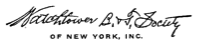 Watchtower B. & T. Society
OF NEW YORK, INC.